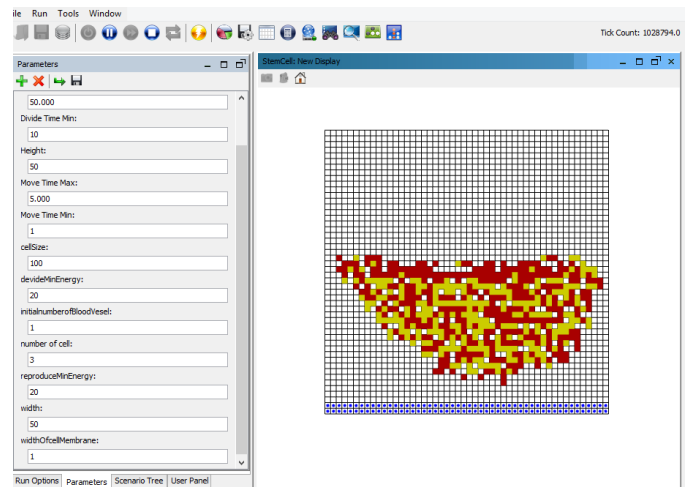 ile Run Tools Window
Tick Count: 1028794.0
Parameters
50.000
Divide Time Min:
10
Height:
50
Move Time Max:
5.000
Move Time Min:
1
cellSize:
100
devideMinEnergy:
20
initialnumberofBloodVesel:
1
number of cell:
3
reproduceMinEnergy:
20
width:
50
widthOfcellMembrane:
1
Run Options Parameters Scenario Tree User Panel
StemCell: New Display